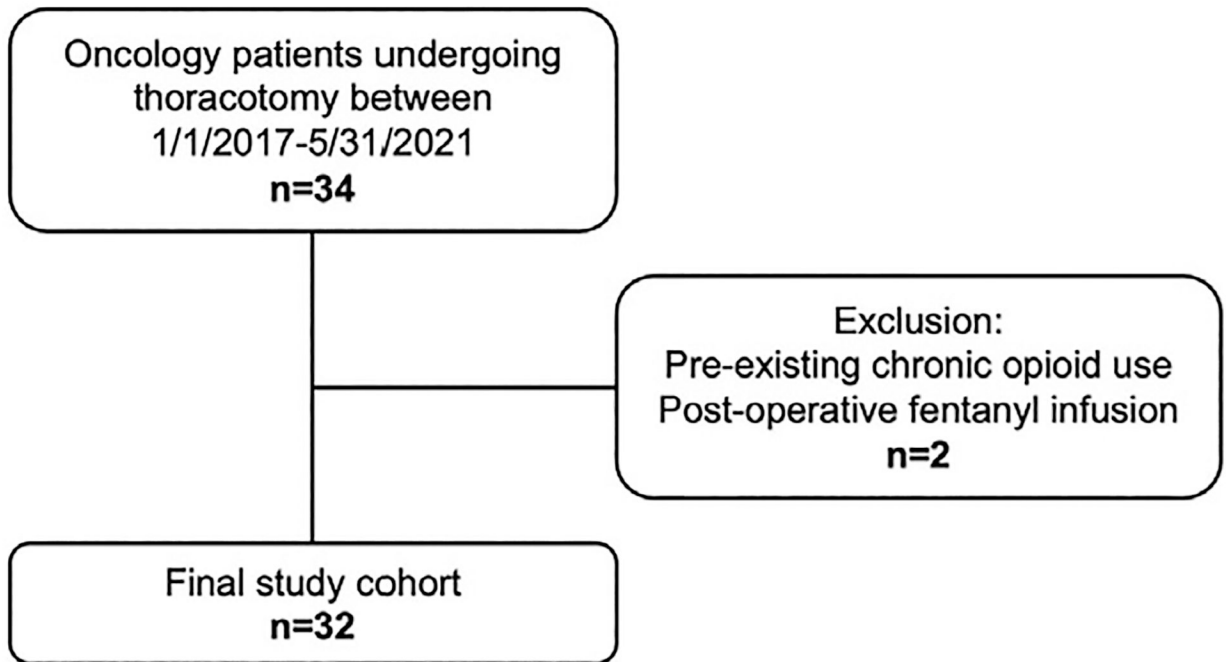 Oncology patients undergoing
thoracotomy between
1/1/2017-5/31/2021
n=34
Exclusion:
Pre-existing chronic opioid use
Post-operative fentanyl infusion
n=2
Final study cohort
n=32